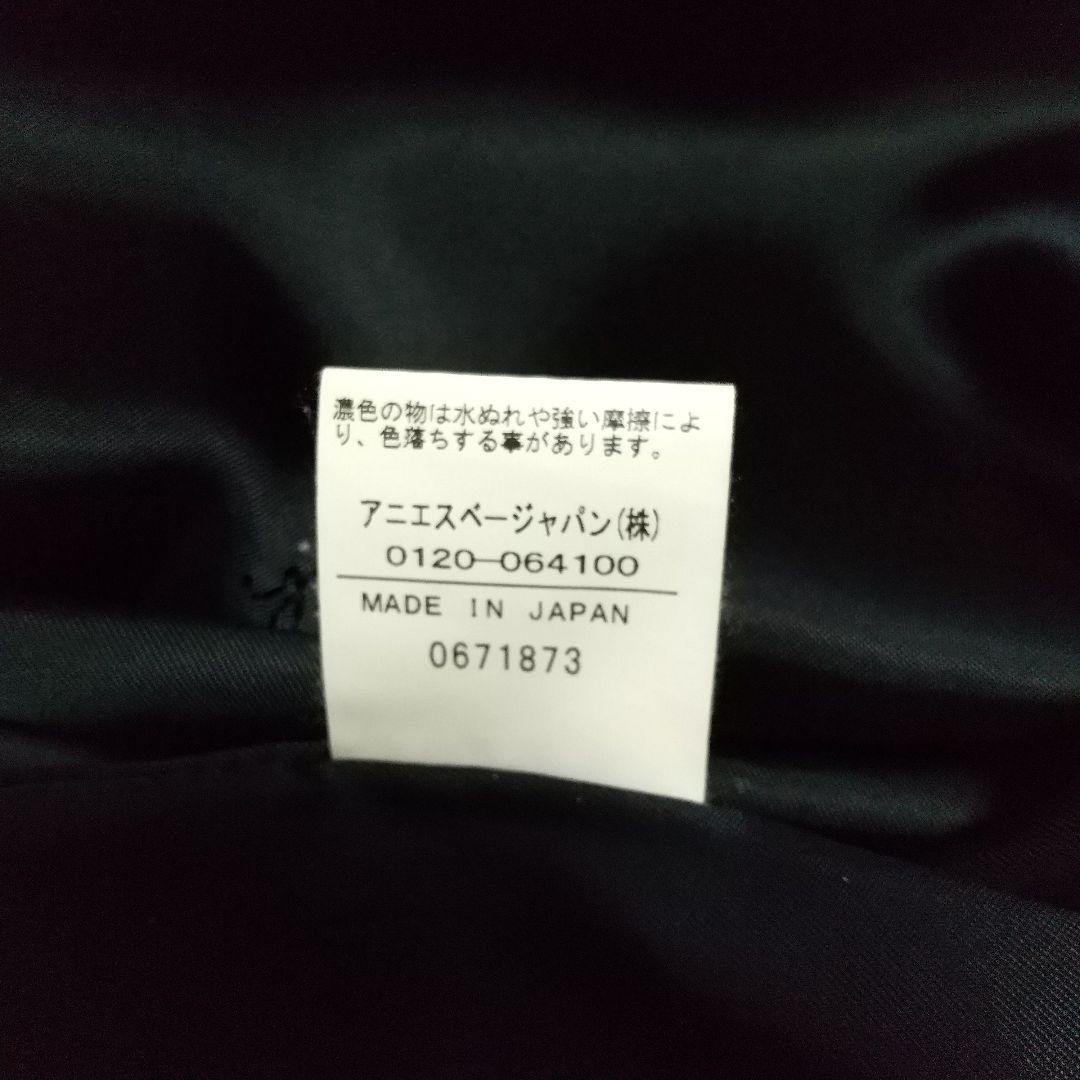 濃色の物は水ぬれや強い摩擦によ
り、色落ちする事があります。
アニエスベージャパン(株)
0120-064100
MADE IN JAPAN
0671873